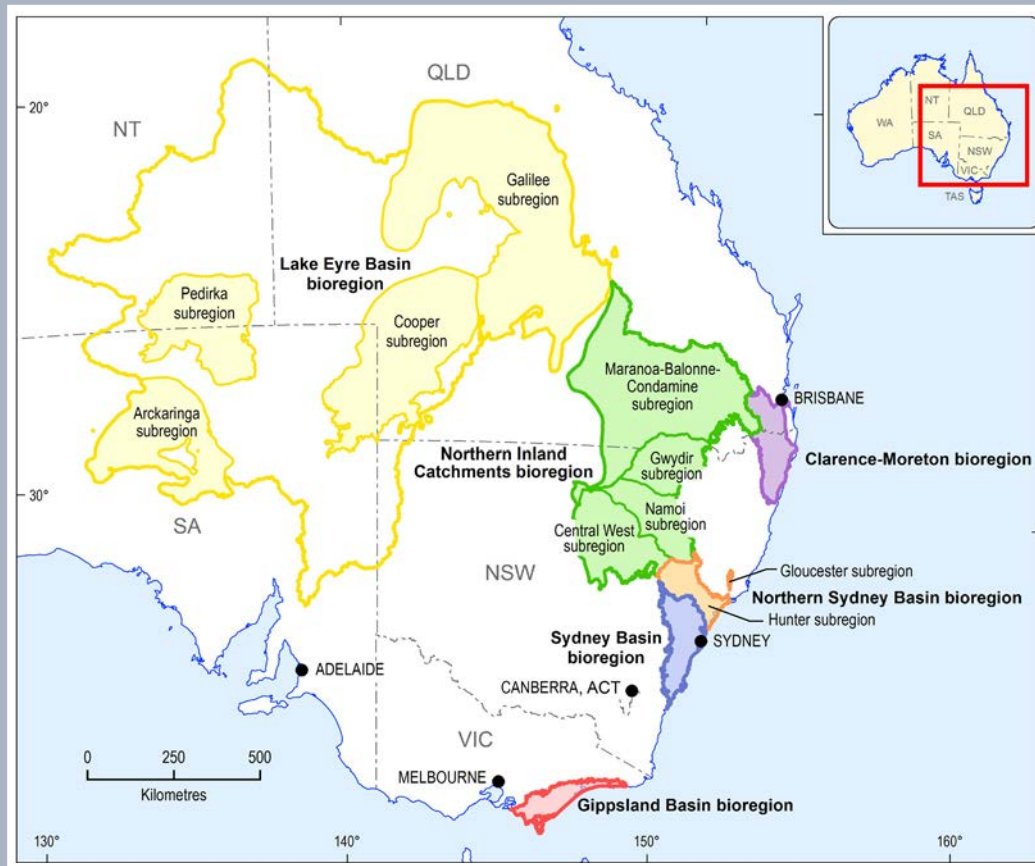 20°
30°
130°
140°
150°
160°
NT
QLD
SA
NSW
VIC
Galilee
subregion
Lake Eyre Basin
bioregion
Pedirka
subregion
Cooper
subregion
Arckaringa
subregion
Maranoa-Balonne-
Condamine
subregion
BRISBANE
Northern Inland
Catchments bioregion
Gwydir
subregion
Clarence-Moreton bioregion
Namoi
subregion
Central West
subregion
Gloucester subregion
Northern Sydney Basin bioregion
Hunter subregion
Sydney Basin
bioregion
SYDNEY
ADELAIDE
CANBERRA, ACT
0 250 500
Kilometres
MELBOURNE
Gippsland Basin bioregion
WA
NT
QLD
SA
NSW
VIC
TAS